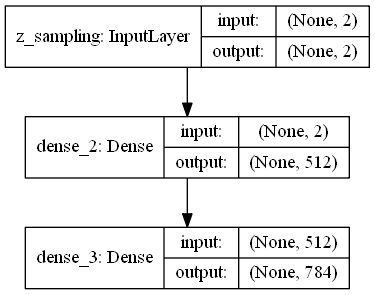 z_sampling: InputLayer
input: (None, 2)
output: (None, 2)
dense_2: Dense
input: (None, 2)
output: (None, 512)
dense_3: Dense
input: (None, 512)
output: (None, 784)